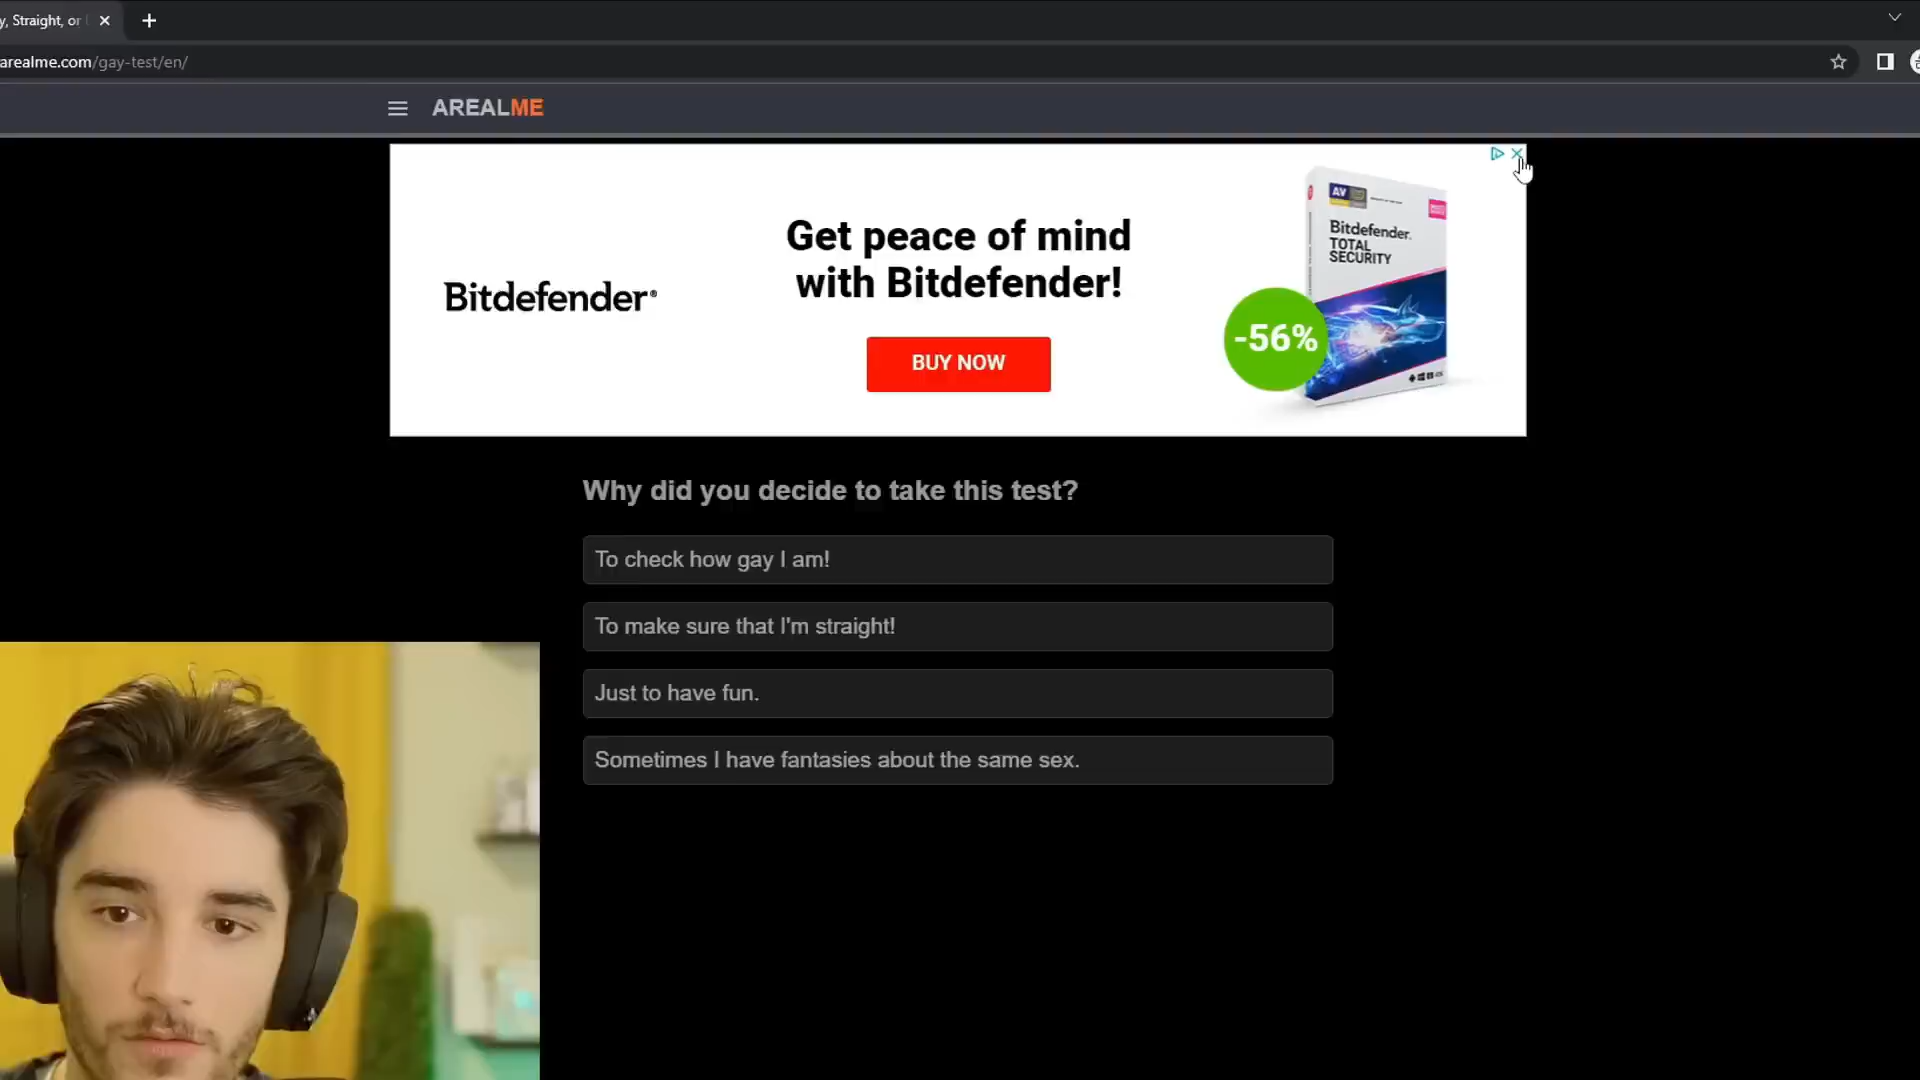 y, Straight, or
arealme.com/gay-test/en/
AREALME
Bitdefender
Get peace of mind
with Bitdefender!
BUY NOW
-56%
AV
Bitdefender
TOTAL
SECURITY
Why did you decide to take this test?
To check how gay I am!
To make sure that I'm straight!
Just to have fun.
Sometimes I have fantasies about the same sex.